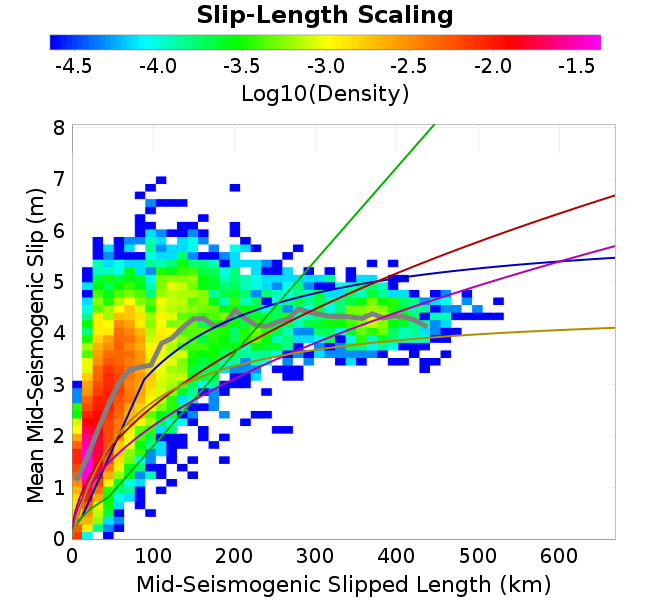 Slip-Length Scaling
-4.5 -4.0 -3.5 -3.0 -2.5 -2.0 -1.5
Log10(Density)
8
7
6
5
4
3
2
1
0
Mean Mid-Seismogenic Slip (m)
0 100 200 300 400 500 600
Mid-Seismogenic Slipped Length (km)